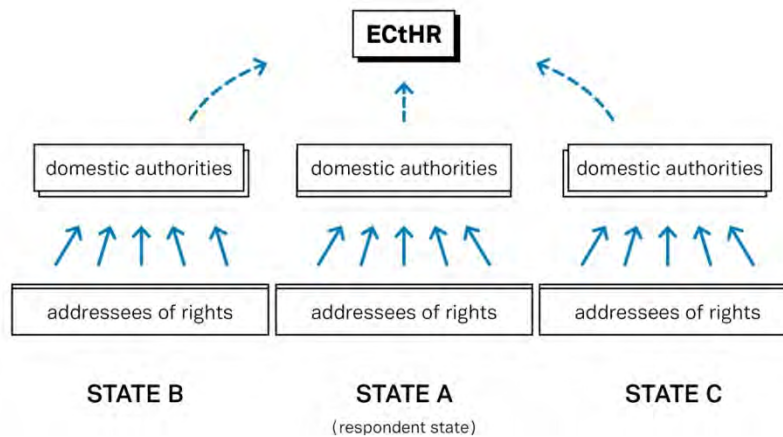 ECtHR
domestic authorities
domestic authorities
domestic authorities
addressees of rights
addressees of rights
addressees of rights
STATE B
STATE A
STATE C
(respondent state)